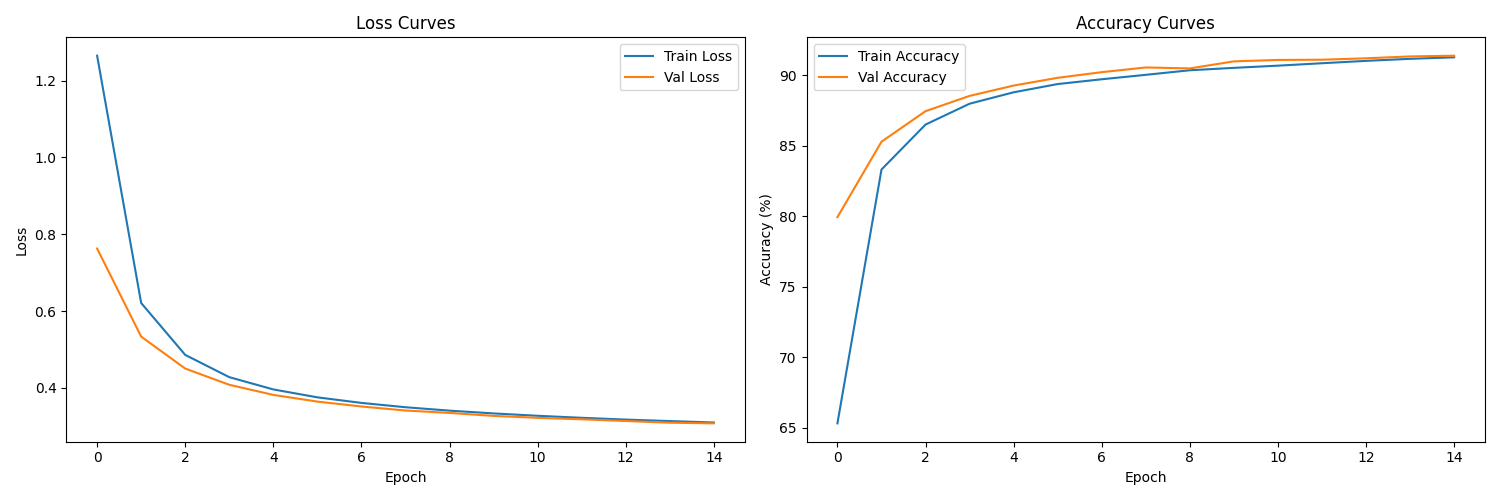 Loss Curves
Train Loss
Val Loss
1.2
1.0
0.8
0.6
0.4
Loss
0 2 4 6 8 10 12 14
Epoch
Accuracy Curves
Train Accuracy
Val Accuracy
90
85
80
75
70
65
Accuracy (%)
0 2 4 6 8 10 12 14
Epoch